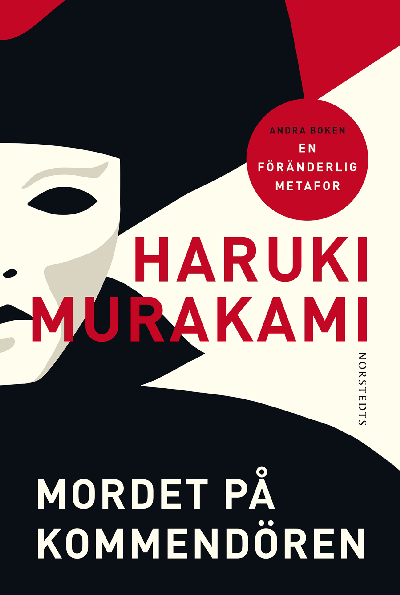 ANDRA BOKEN
EN
FÖRÄNDERLIG
METAFOR
HARUKI
MURAKAMI
NORSTEDTS
MORDET PÅ
KOMMENDÖREN